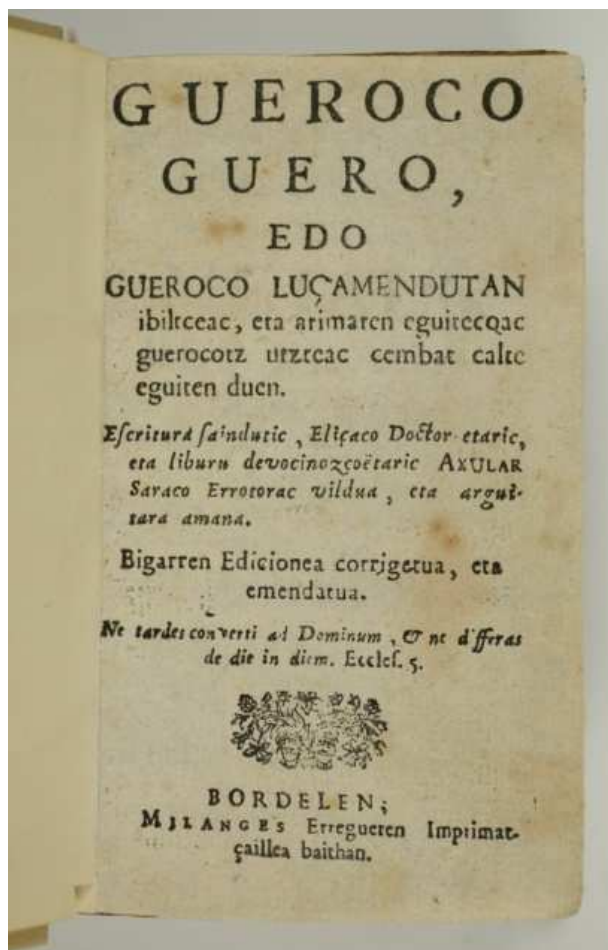 GUEROCO
GUERO,
EDO
GUEROCO LUÇAMENDUTAN
ibilteeac, eta arimaren eguitecoac
guerocotz utzteac cembat calte
eguiten duen.
Eſcritura ſaindutic, Eliçaco Doctor etaric,
eta liburu devocinozcoëtaric AXULAR
Saraco Errotorac vildua, eta argui-
tara amana.
Bigarren Edicionea corrigetua, eta
emendatua.
Ne tardes converti ad Dominum, & ne differas
de die in diem. Eccleſ. 5.
BORDELEN;
MJLANGES Erregueren Imprimat-
çaillea baithan.